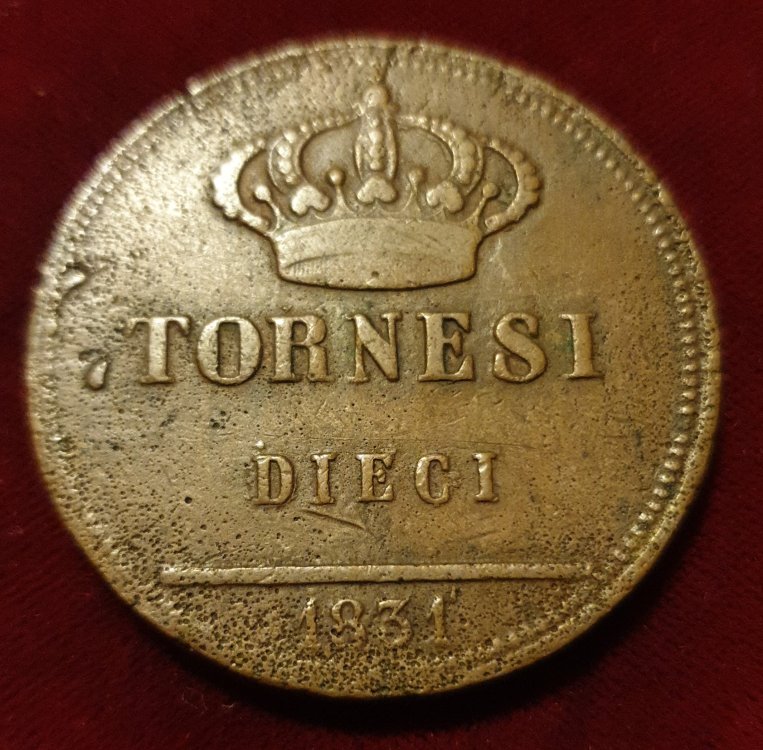 TORNESI
DIECI
1831